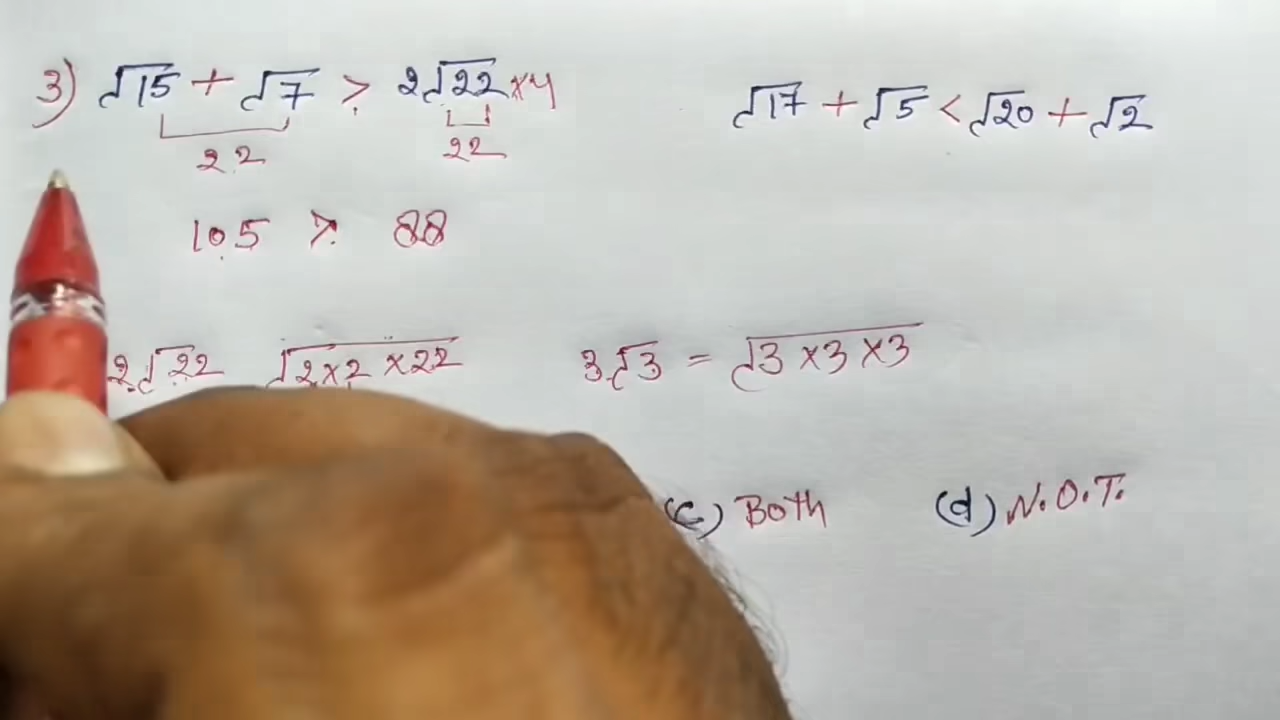 3) √15 + √7 > 2√22 ×4
22
22
√17 + √5 < √20 + √2
105 > 88
2√22 √2×2×22
3√3 = √3×3×3
(c) Both (d) N.O.T.